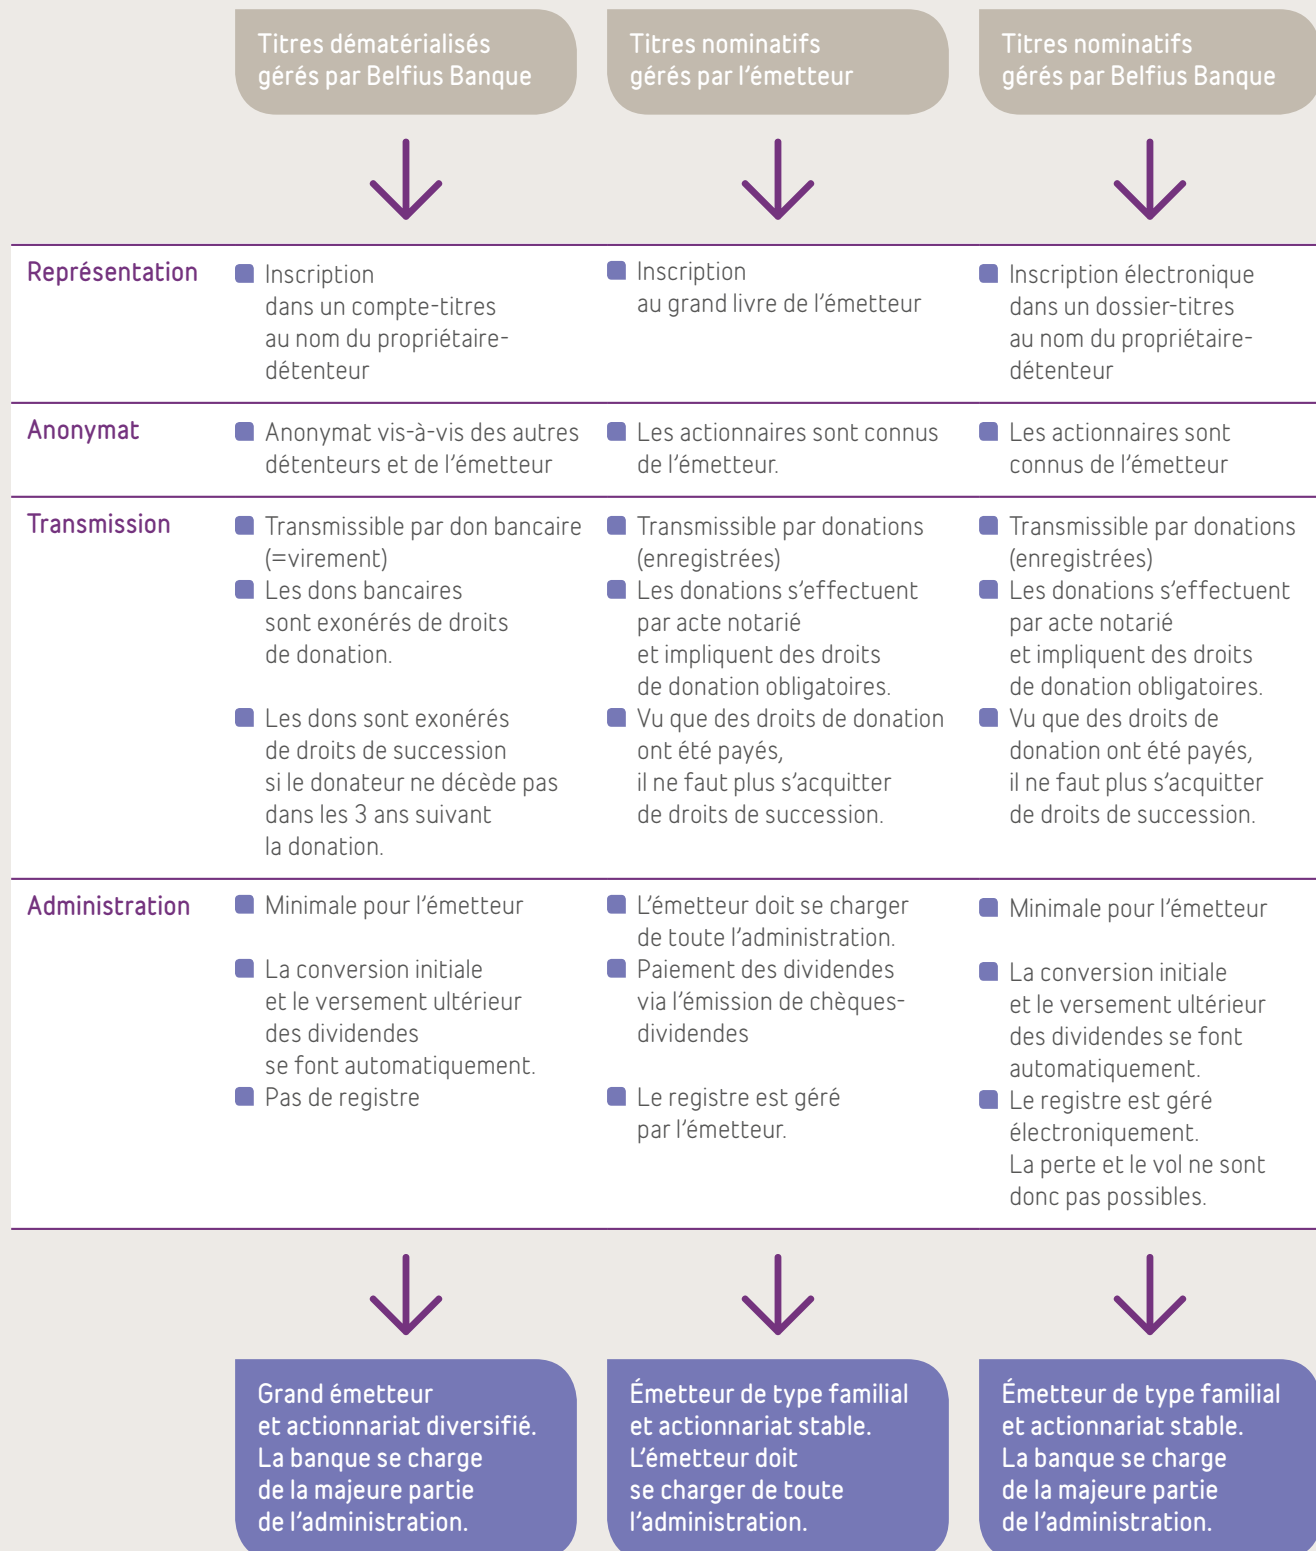 Titres dématérialisés
gérés par Belfius Banque
Titres nominatifs
gérés par l'émetteur
Titres nominatifs
gérés par Belfius Banque
Représentation
Inscription
dans un compte-titres
au nom du propriétaire-
détenteur
Inscription
au grand livre de l'émetteur
Inscription électronique
dans un dossier-titres
au nom du propriétaire-
détenteur
Anonymat
Anonymat vis-à-vis des autres
détenteurs et de l'émetteur
Les actionnaires sont connus
de l'émetteur.
Les actionnaires sont
connus de l'émetteur
Transmission
Transmissible par don bancaire
(=virement)
Les dons bancaires
sont exonérés de droits
de donation.
Les dons sont exonérés
de droits de succession
si le donateur ne décède pas
dans les 3 ans suivant
la donation.
Transmissible par donations
(enregistrées)
Les donations s'effectuent
par acte notarié
et impliquent des droits
de donation obligatoires.
Vu que des droits de donation
ont été payés,
il ne faut plus s'acquitter
de droits de succession.
Transmissible par donations
(enregistrées)
Les donations s'effectuent
par acte notarié
et impliquent des droits
de donation obligatoires.
Vu que des droits de
donation ont été payés,
il ne faut plus s'acquitter
de droits de succession.
Administration
Minimale pour l'émetteur
La conversion initiale
et le versement ultérieur
des dividendes
se font automatiquement.
Pas de registre
L'émetteur doit se charger
de toute l'administration.
Paiement des dividendes
via l'émission de chèques-
dividendes
Le registre est géré
par l'émetteur.
Minimale pour l'émetteur
La conversion initiale
et le versement ultérieur
des dividendes se font
automatiquement.
Le registre est géré
électroniquement.
La perte et le vol ne sont
donc pas possibles.
Grand émetteur
et actionnariat diversifié.
La banque se charge
de la majeure partie
de l'administration.
Émetteur de type familial
et actionnariat stable.
L'émetteur doit
se charger de toute
l'administration.
Émetteur de type familial
et actionnariat stable.
La banque se charge
de la majeure partie
de l'administration.